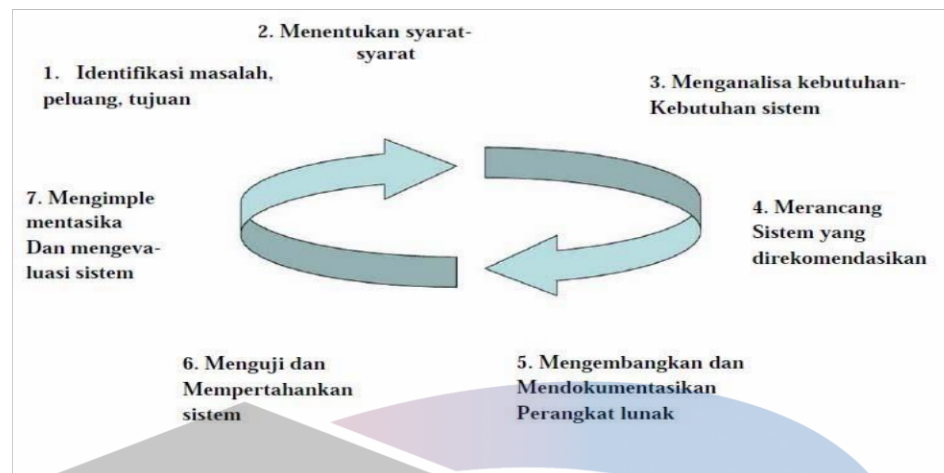 1. Identifikasi masalah,
peluang, tujuan
2. Menentukan syarat-
syarat
3. Menganalisa kebutuhan-
Kebutuhan sistem
4. Merancang
Sistem yang
direkomendasikan
5. Mengembangkan dan
Mendokumentasikan
Perangkat lunak
6. Menguji dan
Mempertahankan
sistem
7. Mengimple
mentasika
Dan mengeva-
luasi sistem